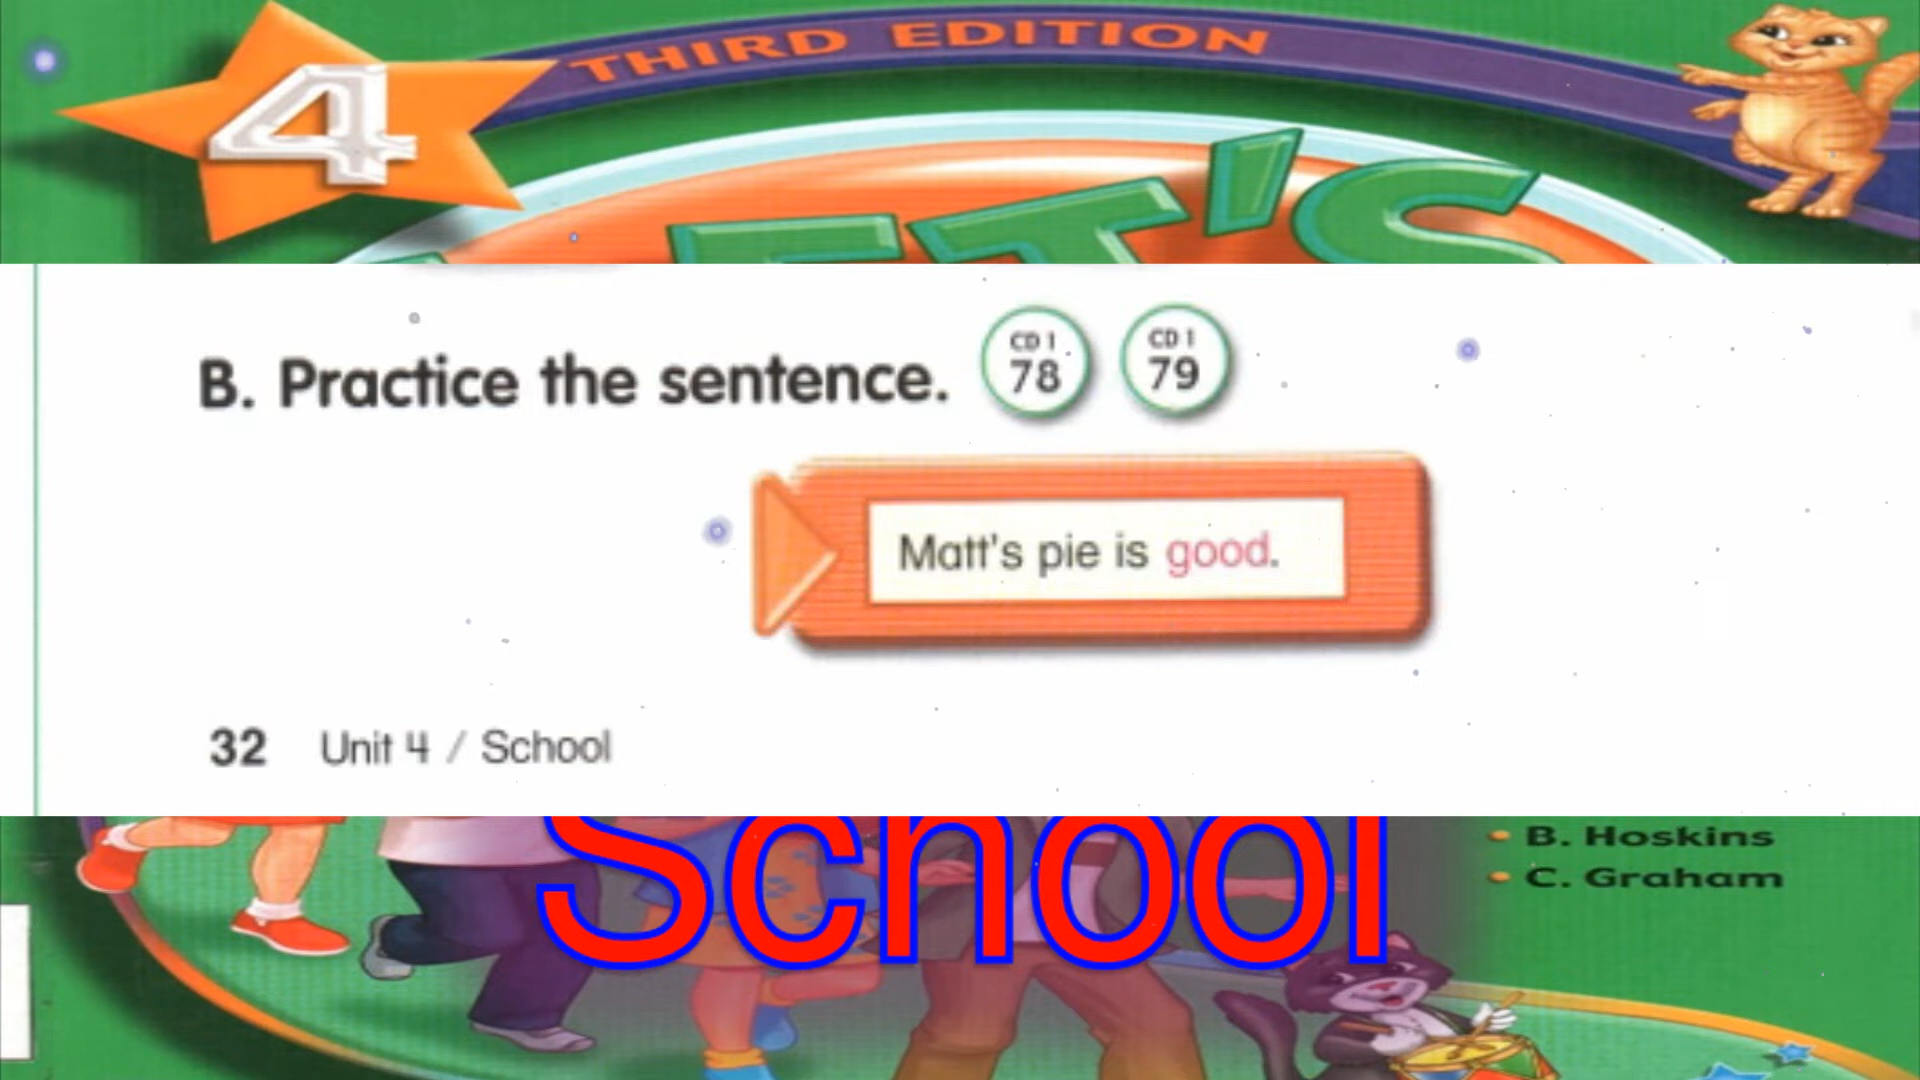 4
THIRD EDITION
LET'S
B. Practice the sentence.
CD 1
78
CD 1
79
Matt's pie is good.
32 Unit 4 / School
School
B. Hoskins
C. Graham